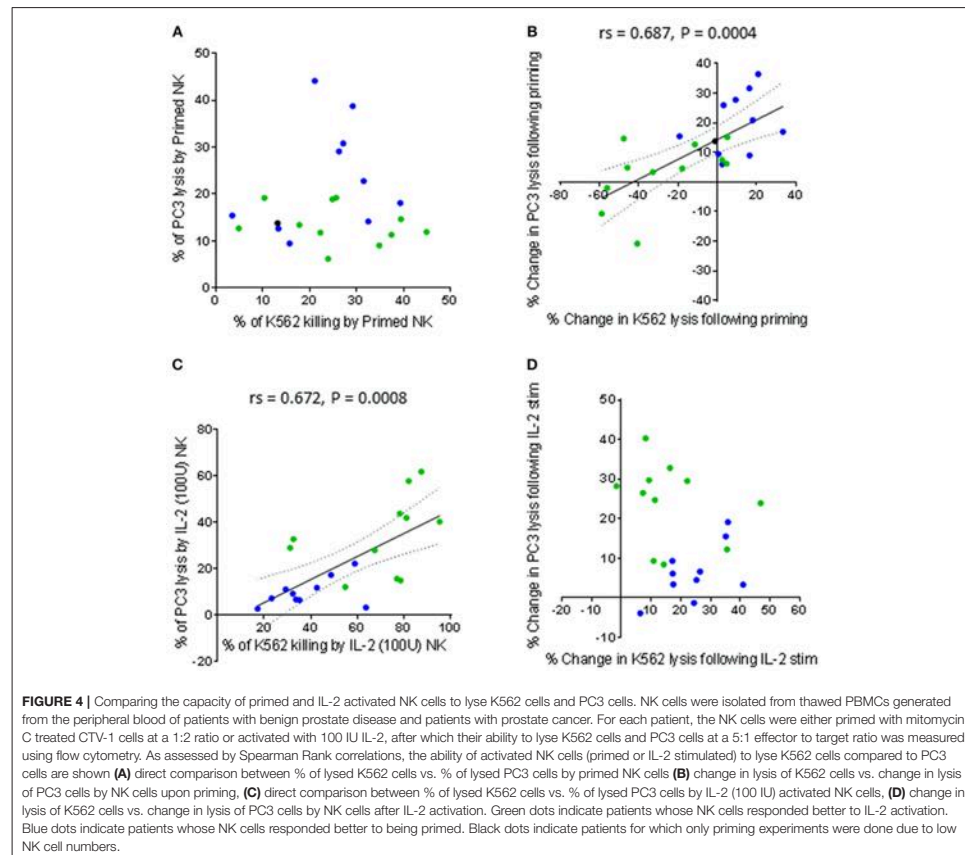 A
50
40
30
20
10
0
0 10 20 30 40 50
% of PC3 lysis by Primed NK
% of K562 killing by Primed NK
B
rs = 0.687, P = 0.0004
40
30
20
10
-10
-20
-30
-40
-80 -60 -40 -20 0 20 40
% Change in PC3 lysis following priming
% Change in K562 lysis following priming
C
rs = 0.672, P = 0.0008
80
60
40
20
0
-20
20 40 60 80 100
% of PC3 lysis by IL-2 (100U) NK
% of K562 killing by IL-2 (100U) NK
D
50
40
30
20
10
-10
-20 -10 10 20 30 40 50 60
% Change in PC3 lysis following IL-2 stim
% Change in K562 lysis following IL-2 stim
FIGURE 4 | Comparing the capacity of primed and IL-2 activated NK cells to lyse K562 cells and PC3 cells. NK cells were isolated from thawed PBMCs generated
from the peripheral blood of patients with benign prostate disease and patients with prostate cancer. For each patient, the NK cells were either primed with mitomycin
C treated CTV-1 cells at a 1:2 ratio or activated with 100 IU IL-2, after which their ability to lyse K562 cells and PC3 cells at a 5:1 effector to target ratio was measured
using flow cytometry. As assessed by Spearman Rank correlations, the ability of activated NK cells (primed or IL-2 stimulated) to lyse K562 cells compared to PC3
cells are shown (A) direct comparison between % of lysed K562 cells vs. % of lysed PC3 cells by primed NK cells (B) change in lysis of K562 cells vs. change in lysis
of PC3 cells by NK cells upon priming, (C) direct comparison between % of lysed K562 cells vs. % of lysed PC3 cells by IL-2 (100 IU) activated NK cells, (D) change in
lysis of K562 cells vs. change in lysis of PC3 cells by NK cells after IL-2 activation. Green dots indicate patients whose NK cells responded better to IL-2 activation.
Blue dots indicate patients whose NK cells responded better to being primed. Black dots indicate patients for which only priming experiments were done due to low
NK cell numbers.